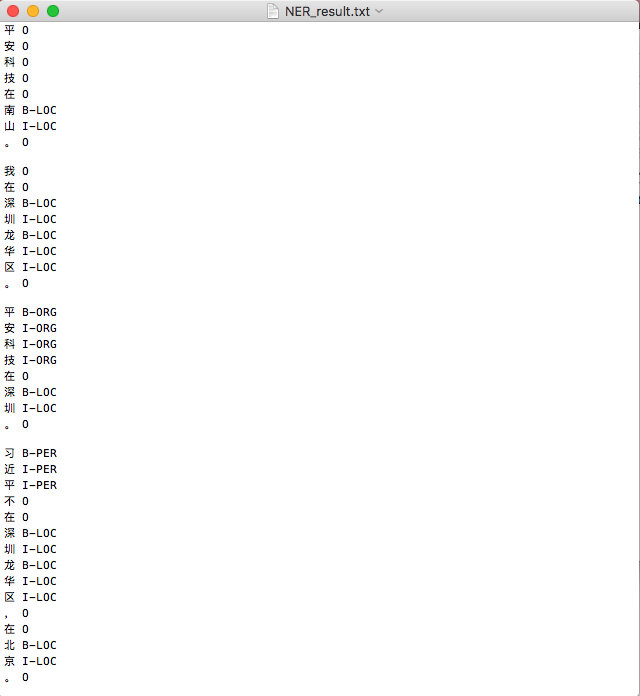 NER_result.txt
平 O
安 O
科 O
技 O
在 O
南 B-LOC
山 I-LOC
。 O

我 O
在 O
深 B-LOC
圳 I-LOC
龙 B-LOC
华 I-LOC
区 I-LOC
。 O

平 B-ORG
安 I-ORG
科 I-ORG
技 I-ORG
在 O
深 B-LOC
圳 I-LOC
。 O

习 B-PER
近 I-PER
平 I-PER
不 O
在 O
深 B-LOC
圳 I-LOC
龙 B-LOC
华 I-LOC
区 I-LOC
， O
在 O
北 B-LOC
京 I-LOC
。 O